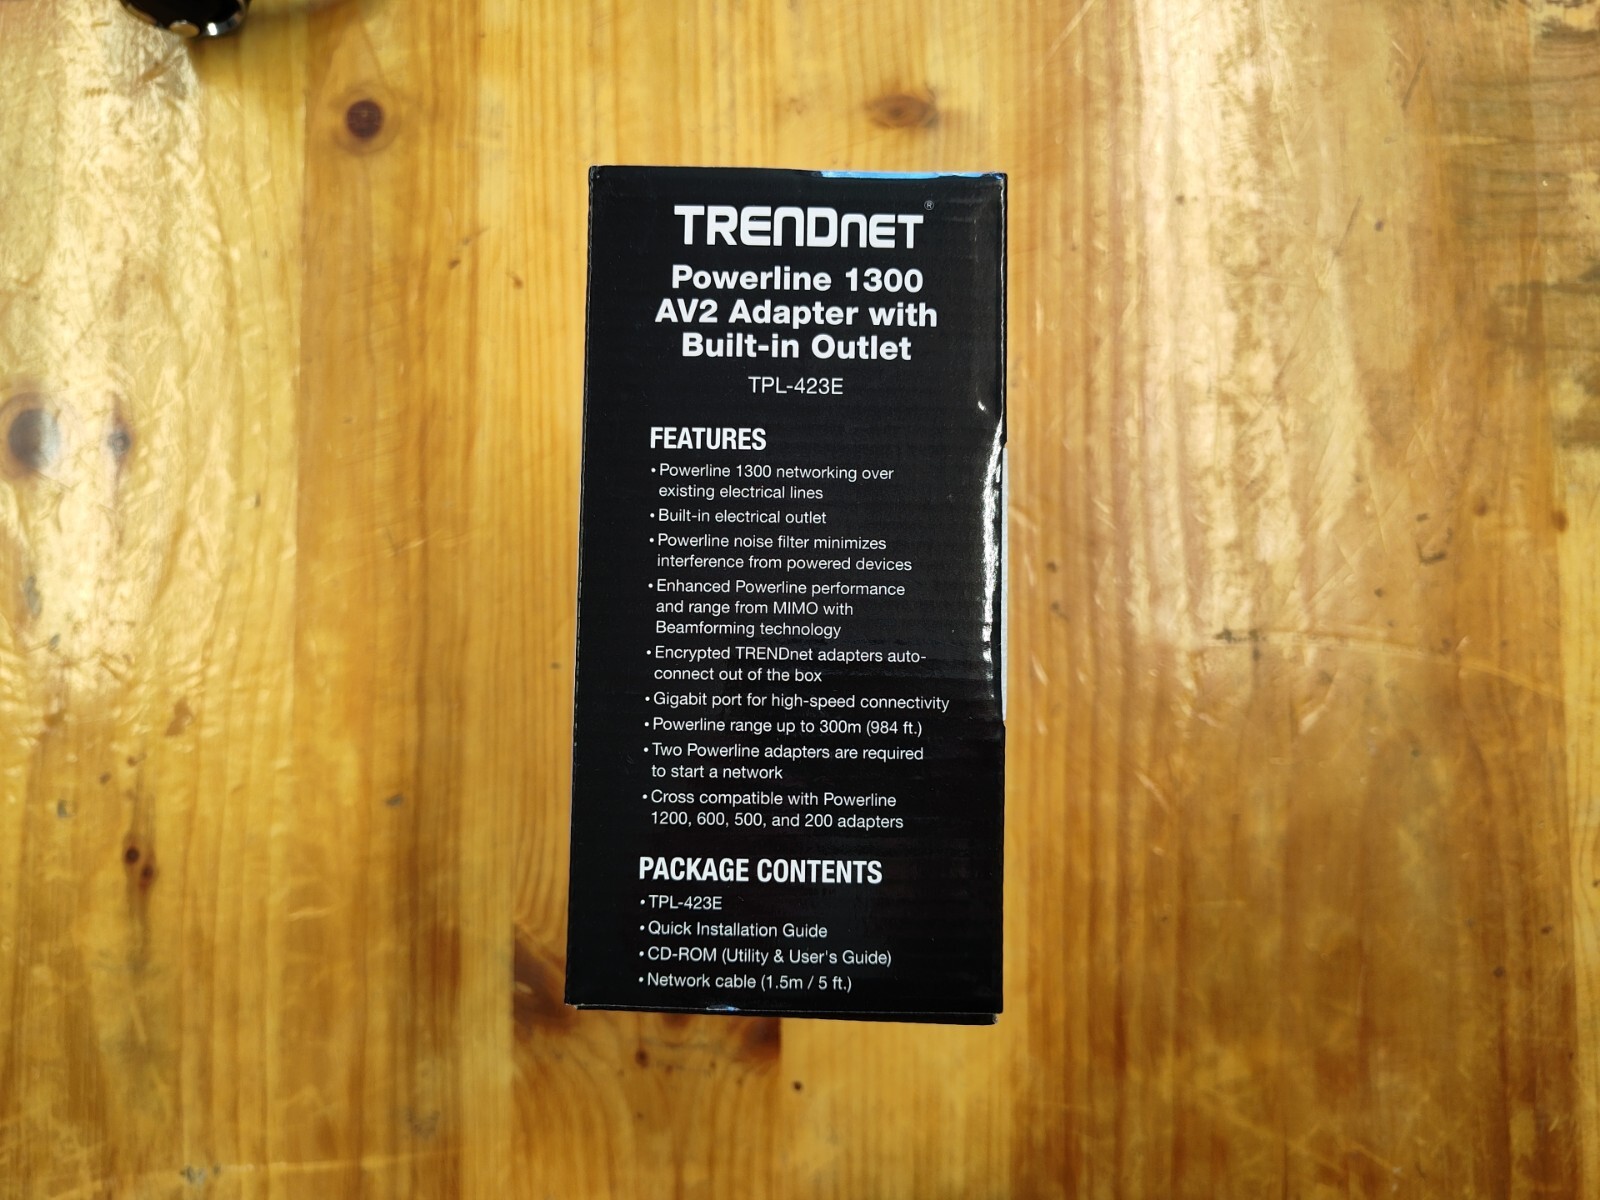 TRENDnet®
Powerline 1300
AV2 Adapter with
Built-in Outlet
TPL-423E
FEATURES
• Powerline 1300 networking over
existing electrical lines
• Built-in electrical outlet
• Powerline noise filter minimizes
interference from powered devices
• Enhanced Powerline performance
and range from MIMO with
Beamforming technology
• Encrypted TRENDnet adapters auto-
connect out of the box
• Gigabit port for high-speed connectivity
• Powerline range up to 300m (984 ft.)
• Two Powerline adapters are required
to start a network
• Cross compatible with Powerline
1200, 600, 500, and 200 adapters
PACKAGE CONTENTS
• TPL-423E
• Quick Installation Guide
• CD-ROM (Utility & User's Guide)
• Network cable (1.5m / 5 ft.)